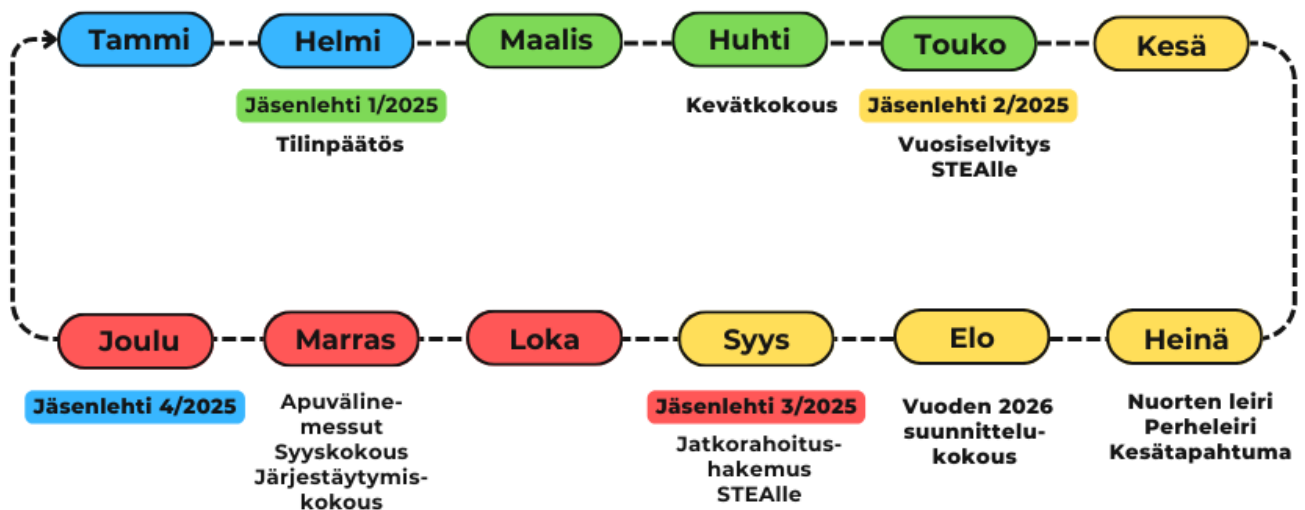 Tammi
Helmi
Maalis
Huhti
Touko
Kesä
Jäsenlehti 1/2025
Tilinpäätös
Kevätkokous
Jäsenlehti 2/2025
Vuosiselvitys
STEAlle
Joulu
Marras
Loka
Syys
Elo
Heinä
Jäsenlehti 4/2025
Apuväline-
messut
Syyskokous
Järjestäytymis-
kokous
Jäsenlehti 3/2025
Jatkorahoitus-
hakemus
STEAlle
Vuoden 2026
suunnittelu-
kokous
Nuorten leiri
Perheleiri
Kesätapahtuma